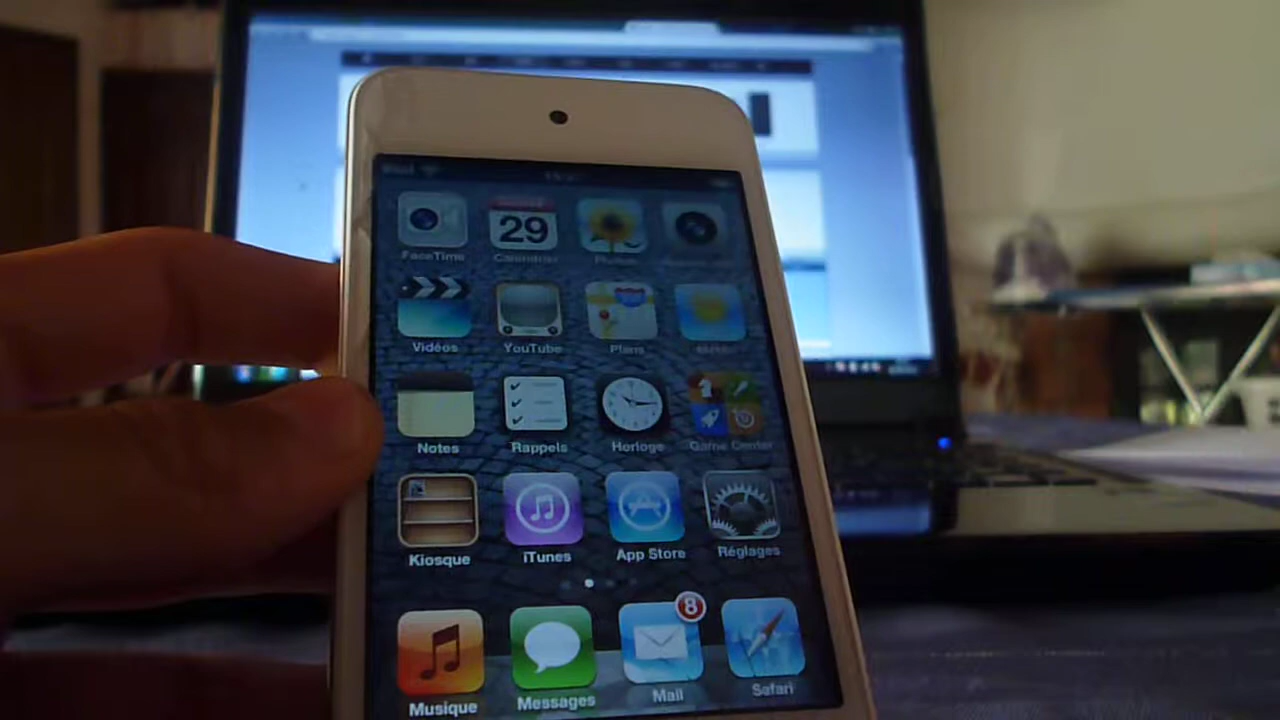 29
FaceTime Calendrier
Vidéos YouTube Plans
Notes Rappels Horloge Game Center
Kiosque iTunes App Store Réglages
8
Musique Messages Mail Safari